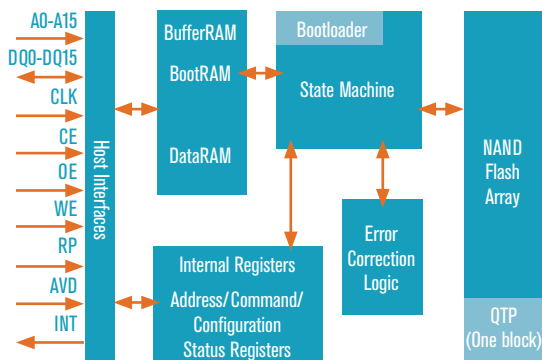 A0-A15
DQ0-DQ15
CLK
CE
OE
WE
RP
AVD
INT
Host Interfaces
BufferRAM
BootRAM
DataRAM
Bootloader
State Machine
Internal Registers
Address/Command/
Configuration
Status Registers
Error
Correction
Logic
NAND
Flash
Array
QTP
(One block)